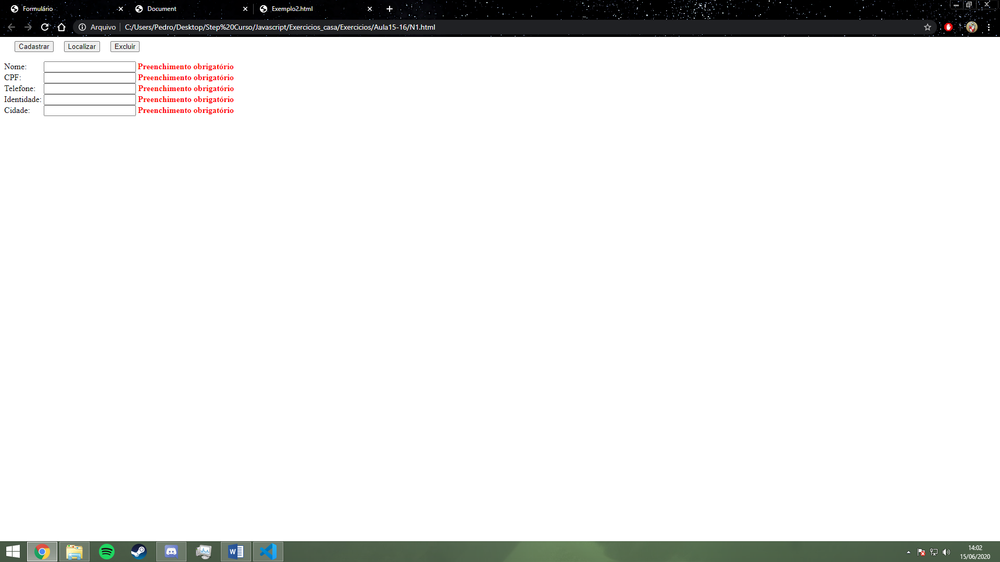 Formulário Document Exemplo2.html
Arquivo C:/Users/Pedro/Desktop/Step%20Curso/Javascript/Exercicios_casa/Exercicios/Aula15-16/N1.html
Cadastrar Localizar Excluir
Nome: Preenchimento obrigatório
CPF: Preenchimento obrigatório
Telefone: Preenchimento obrigatório
Identidade: Preenchimento obrigatório
Cidade: Preenchimento obrigatório
14:02
15/06/2020